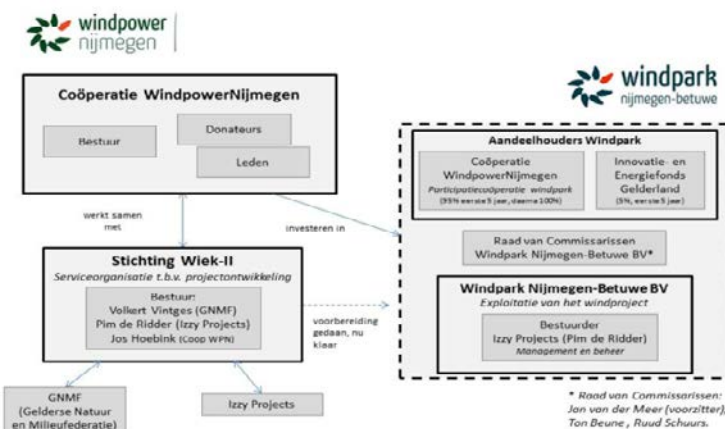 windpower
nijmegen
Coöperatie WindpowerNijmegen
Bestuur
Donateurs
Leden
werkt samen
met
investeren in
Stichting Wiek-II
Serviceorganisatie t.b.v. projectontwikkeling
Bestuur:
Volkert Vintges (GNMF)
Pim de Ridder (Izzy Projects)
Jos Hoebink (Coop WPN)
voorbereiding
gedaan, nu
klaar
GNMF
(Gelderse Natuur
en Milieufederatie)
Izzy Projects
windpark
nijmegen-betuwe
Aandeelhouders Windpark
Coöperatie
WindpowerNijmegen
Participatiecoöperatie windpark
(95% eerste 5 jaar, daarna 100%)
Innovatie- en
Energiefonds
Gelderland
(5%, eerste 5 jaar)
Raad van Commissarissen
Windpark Nijmegen-Betuwe BV*
Windpark Nijmegen-Betuwe BV
Exploitatie van het windproject
Bestuurder
Izzy Projects (Pim de Ridder)
Management en beheer
* Raad van Commissarissen:
Jan van der Meer (voorzitter),
Ton Beune , Ruud Schuurs.